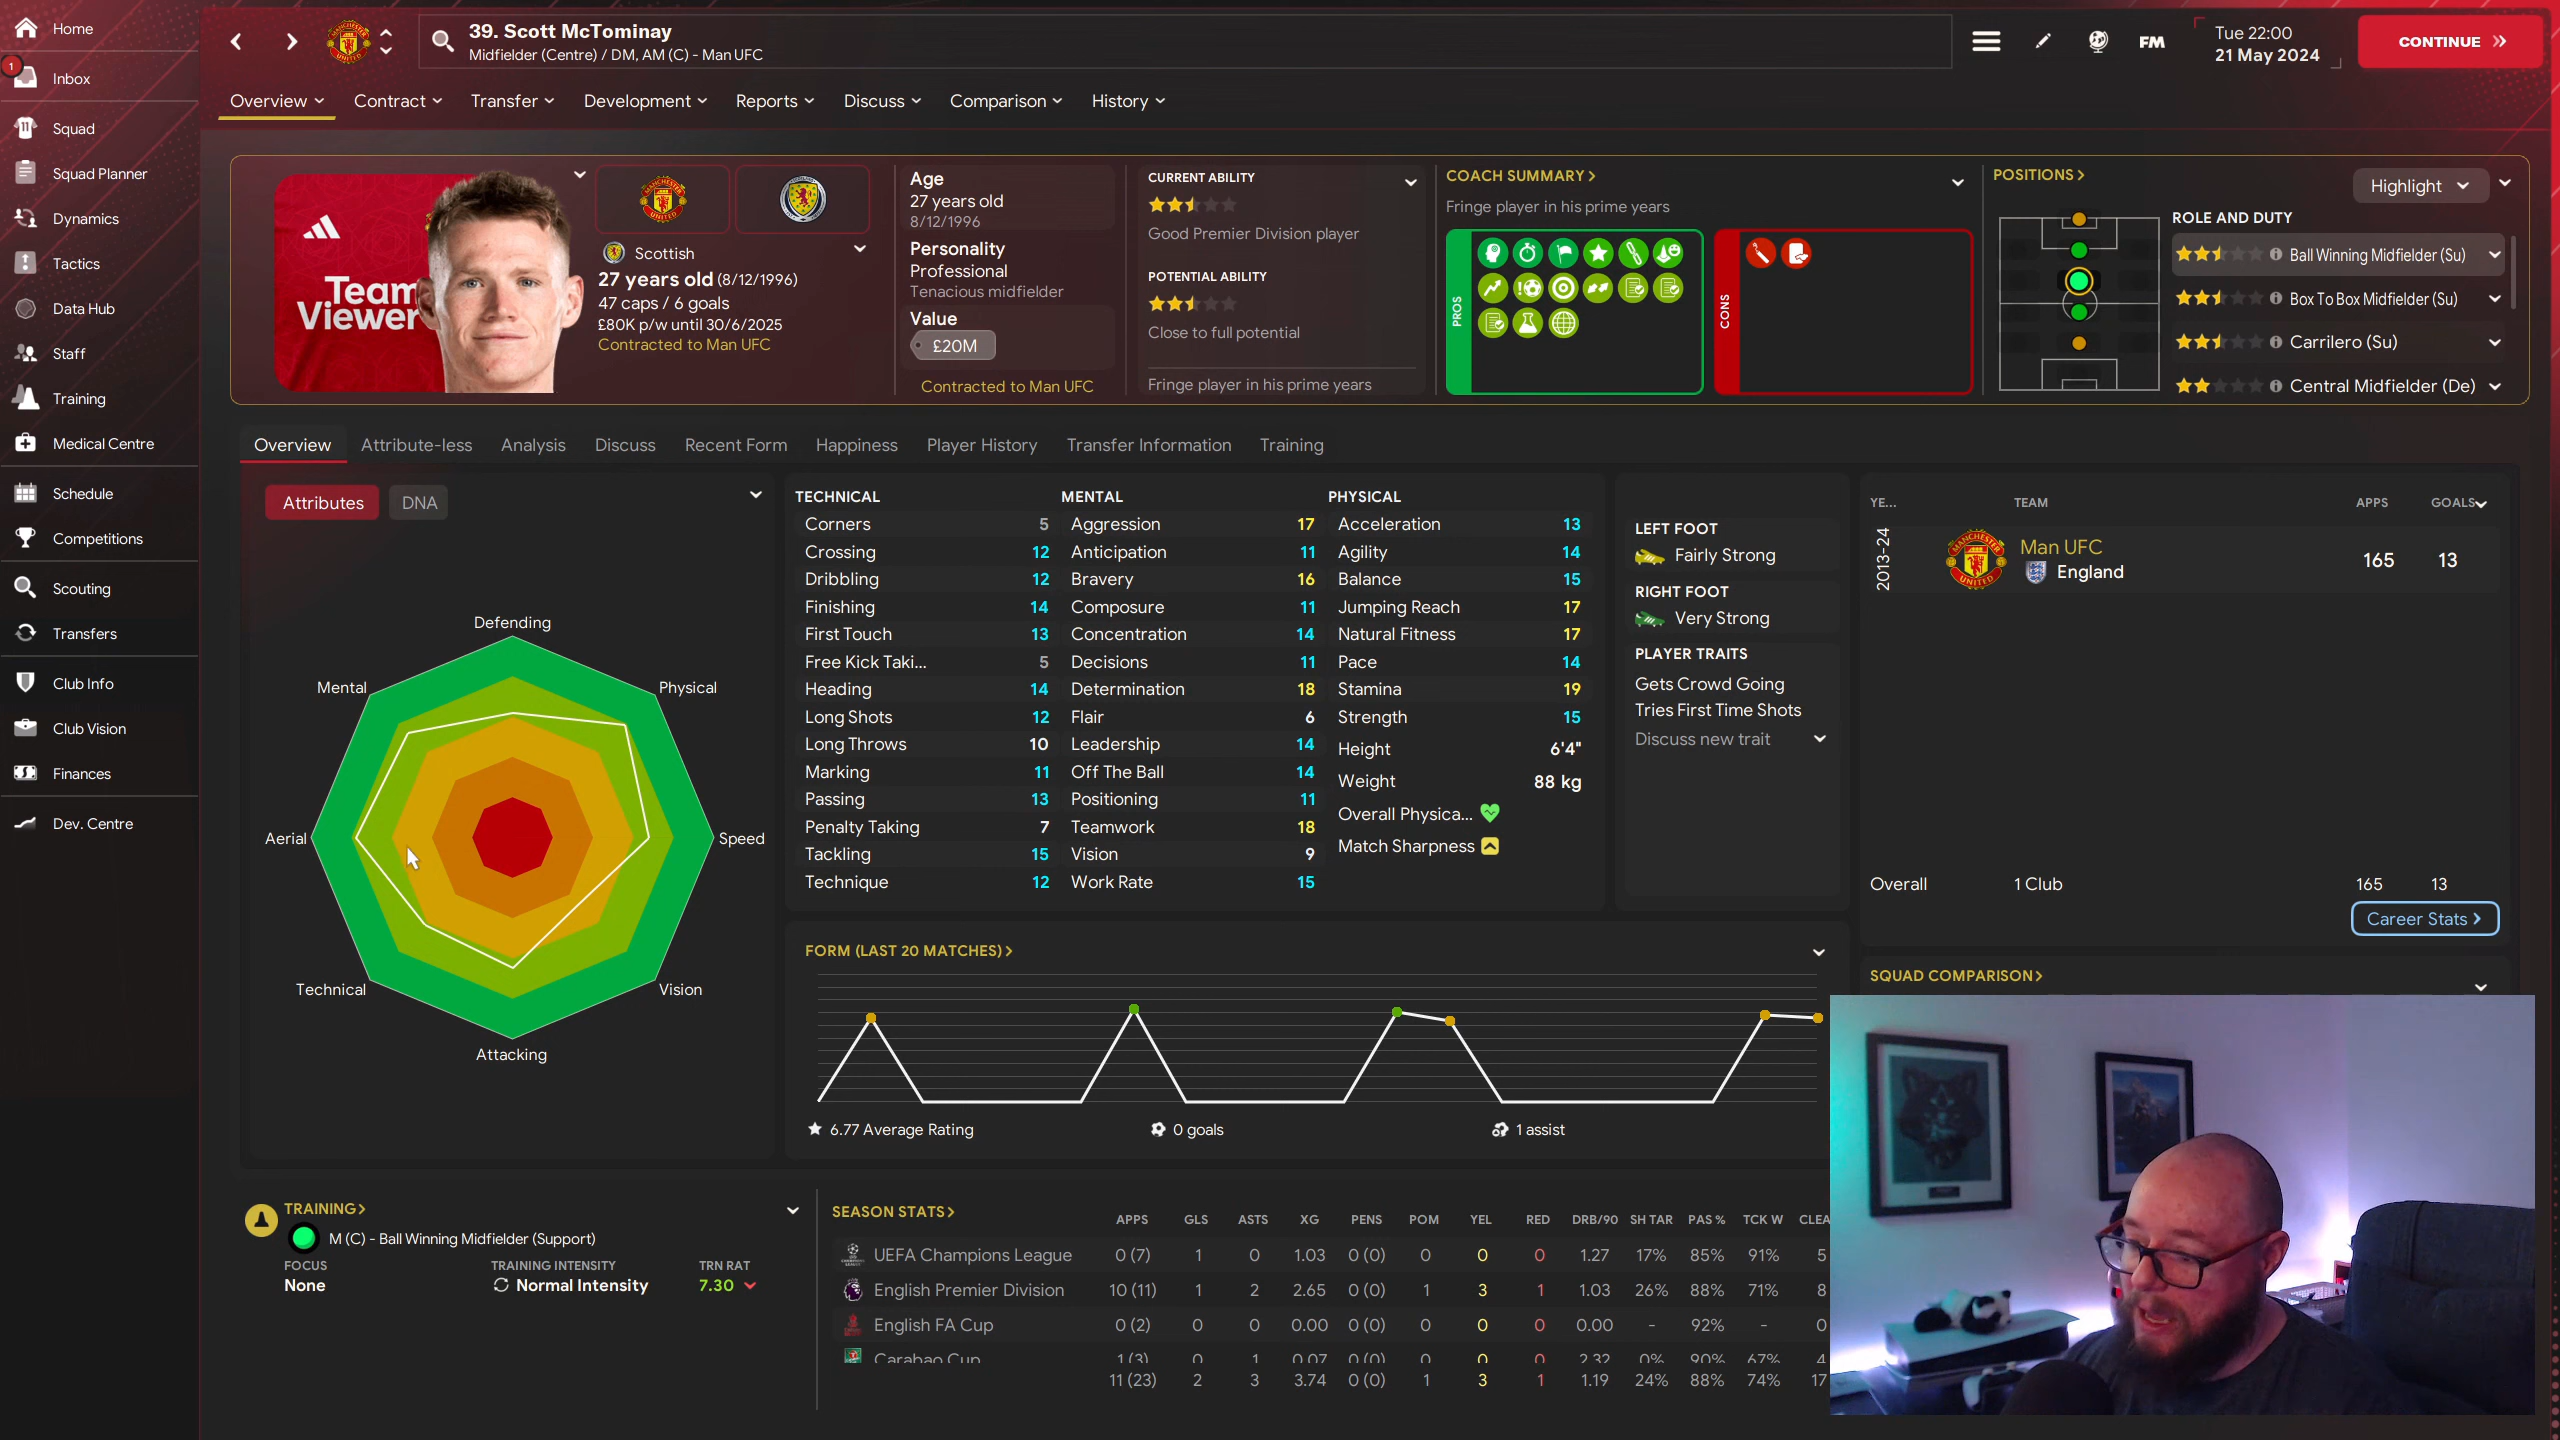 Home
Inbox
1
Squad
Squad Planner
Dynamics
Tactics
Data Hub
Staff
Training
Medical Centre
Schedule
Competitions
Scouting
Transfers
Club Info
Club Vision
Finances
Dev. Centre
39. Scott McTominay
Midfielder (Centre) / DM, AM (C) - Man UFC
FM
Tue 22:00
21 May 2024
CONTINUE
Overview Contract Transfer Development Reports Discuss Comparison History
Team
Viewer
Scottish
27 years old (8/12/1996)
47 caps / 6 goals
£80K p/w until 30/6/2025
Contracted to Man UFC
Age
27 years old
8/12/1996
Personality
Professional
Tenacious midfielder
Value
£20M
Contracted to Man UFC
CURRENT ABILITY
Good Premier Division player
POTENTIAL ABILITY
Close to full potential
Fringe player in his prime years
COACH SUMMARY >
Fringe player in his prime years
PROS
CONS
POSITIONS >
Highlight
ROLE AND DUTY
Ball Winning Midfielder (Su)
Box To Box Midfielder (Su)
Carrilero (Su)
Central Midfielder (De)
Overview Attribute-less Analysis Discuss Recent Form Happiness Player History Transfer Information Training
Attributes DNA
Defending
Physical
Speed
Vision
Attacking
Technical
Aerial
Mental
TECHNICAL
Corners 5
Crossing 12
Dribbling 12
Finishing 14
First Touch 13
Free Kick Taki... 5
Heading 14
Long Shots 12
Long Throws 10
Marking 11
Passing 13
Penalty Taking 7
Tackling 15
Technique 12
MENTAL
Aggression 17
Anticipation 11
Bravery 16
Composure 11
Concentration 14
Decisions 11
Determination 18
Flair 6
Leadership 14
Off The Ball 14
Positioning 11
Teamwork 18
Vision 9
Work Rate 15
PHYSICAL
Acceleration 13
Agility 14
Balance 15
Jumping Reach 17
Natural Fitness 17
Pace 14
Stamina 19
Strength 15
Height 6'4"
Weight 88 kg
Overall Physica...
Match Sharpness
LEFT FOOT
Fairly Strong
RIGHT FOOT
Very Strong
PLAYER TRAITS
Gets Crowd Going
Tries First Time Shots
Discuss new trait
YE... TEAM APPS GOALS
2013-24
Man UFC
England
165 13
Overall 1 Club 165 13
Career Stats >
SQUAD COMPARISON >
FORM (LAST 20 MATCHES) >
6.77 Average Rating 0 goals 1 assist
TRAINING >
M (C) - Ball Winning Midfielder (Support)
FOCUS TRAINING INTENSITY TRN RAT
None Normal Intensity 7.30
SEASON STATS >
APPS GLS ASTS XG PENS POM YEL RED DRB/90 SH TAR PAS % TCK W CLEA
UEFA Champions League 0 (7) 1 0 1.03 0 (0) 0 0 0 1.27 17% 85% 91% 5
English Premier Division 10 (11) 1 2 2.65 0 (0) 1 3 1 1.03 26% 88% 71% 8
English FA Cup 0 (2) 0 0 0.00 0 (0) 0 0 0 0.00 - 92% - 0
Carabao Cup 1 (3) 0 1 0.07 0 (0) 0 0 0 2.32 0% 90% 67% 4
11 (23) 2 3 3.74 0 (0) 1 3 1 1.19 24% 88% 74% 17